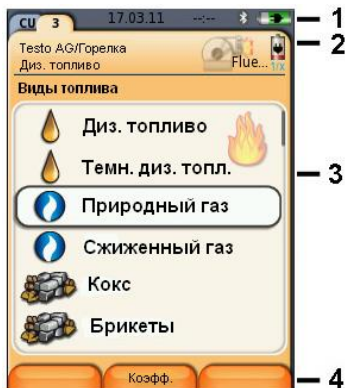 CU 3 17.03.11 --:-- 1
Testo AG/Горелка 2
Диз. топливо Flue... 1/x
Виды топлива
Диз. топливо
Темн. диз. топл. 3
Природный газ
Сжиженный газ
Кокс
Брикеты
Коэфф. 4